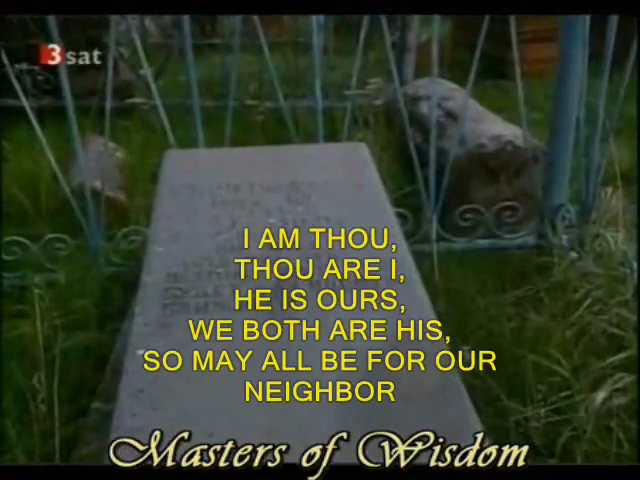 3sat
I AM THOU,
THOU ARE I,
HE IS OURS,
WE BOTH ARE HIS,
SO MAY ALL BE FOR OUR
NEIGHBOR
Masters of Wisdom